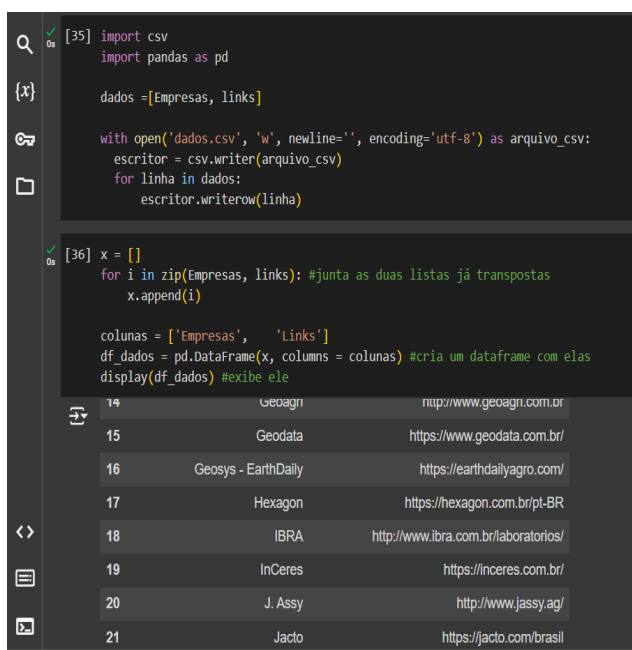 [35] import csv
import pandas as pd
dados =[Empresas, links]
with open('dados.csv', 'w', newline='', encoding='utf-8') as arquivo_csv:
escritor = csv.writer(arquivo_csv)
for linha in dados:
escritor.writerow(linha)
0s
[36] x = []
for i in zip(Empresas, links): #junta as duas listas já transpostas
x.append(i)
colunas = ['Empresas', 'Links']
df_dados = pd.DataFrame(x, columns = colunas) #cria um dataframe com elas
display(df_dados) #exibe ele
0s
14 Geoagri http://www.geoagri.com.br
15 Geodata https://www.geodata.com.br/
16 Geosys - EarthDaily https://earthdailyagro.com/
17 Hexagon https://hexagon.com.br/pt-BR
18 IBRA http://www.ibra.com.br/laboratorios/
19 InCeres https://inceres.com.br/
20 J. Assy http://www.jassy.ag/
21 Jacto https://jacto.com/brasil
{x}